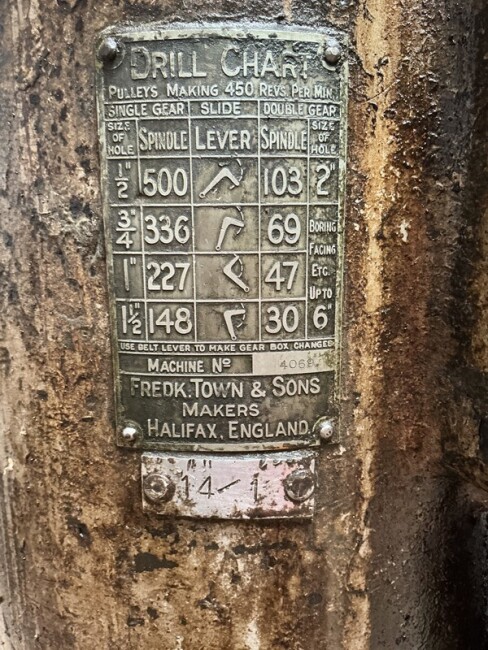 DRILL CHART
PULLEYS MAKING 450 REVS. PER MIN.
SINGLE GEAR SLIDE DOUBLE GEAR
SIZE OF HOLE SPINDLE LEVER SPINDLE SIZE OF HOLE
½" 500 103 2"
¾" 336 69 BORING
FACING
1" 227 47 ETC.
UP TO
1½" 148 30 6"
USE BELT LEVER TO MAKE GEAR BOX CHANGES
MACHINE Nº
FREDK. TOWN & SONS
MAKERS
HALIFAX, ENGLAND.
14-1